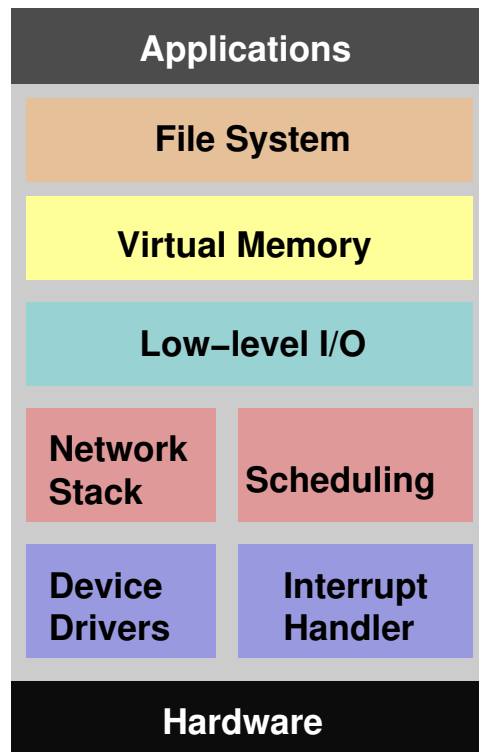 Applications
File System
Virtual Memory
Low–level I/O
Network
Stack
Scheduling
Device
Drivers
Interrupt
Handler
Hardware